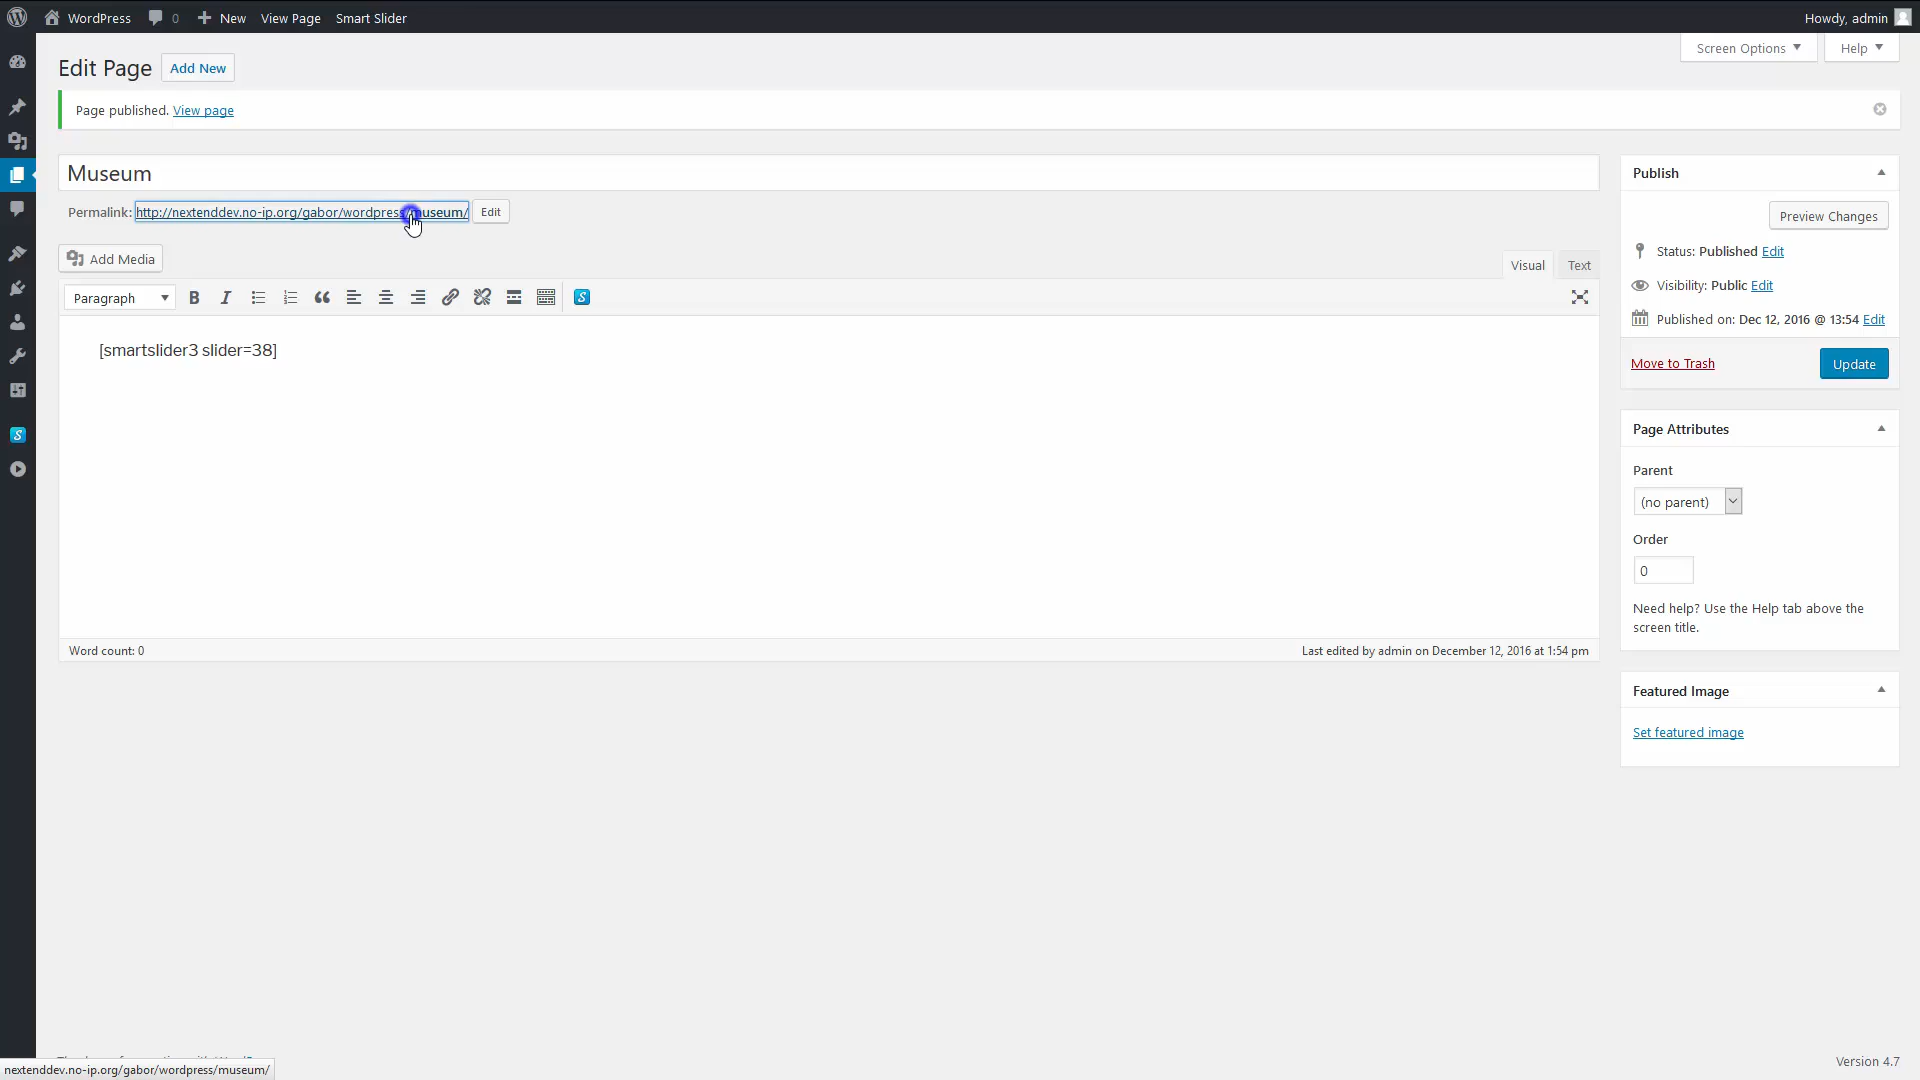 WordPress 0 New View Page Smart Slider Howdy, admin
Screen Options Help
Edit Page Add New
Page published. View page
Museum
Permalink: http://nextenddev.no-ip.org/gabor/wordpress/museum/ Edit
Add Media
Visual Text
Paragraph
[smartslider3 slider=38]
Word count: 0
Last edited by admin on December 12, 2016 at 1:54 pm
Publish
Preview Changes
Status: Published Edit
Visibility: Public Edit
Published on: Dec 12, 2016 @ 13:54 Edit
Move to Trash Update
Page Attributes
Parent
(no parent)
Order
0
Need help? Use the Help tab above the
screen title.
Featured Image
Set featured image
Version 4.7
nextenddev.no-ip.org/gabor/wordpress/museum/